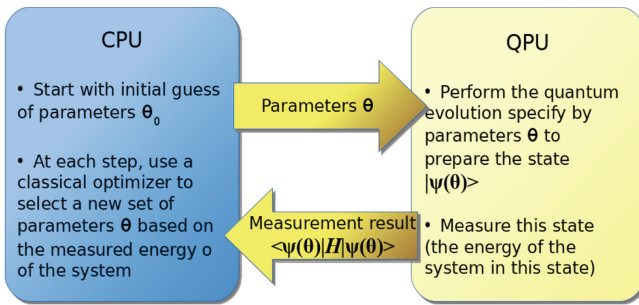 CPU
• Start with initial guess
of parameters θ₀
• At each step, use a
classical optimizer to
select a new set of
parameters θ based on
the measured energy o
of the system
Parameters θ
Measurement result
<ψ(θ)|H|ψ(θ)>
QPU
• Perform the quantum
evolution specify by
parameters θ to
prepare the state
|ψ(θ)>
• Measure this state
(the energy of the
system in this state)